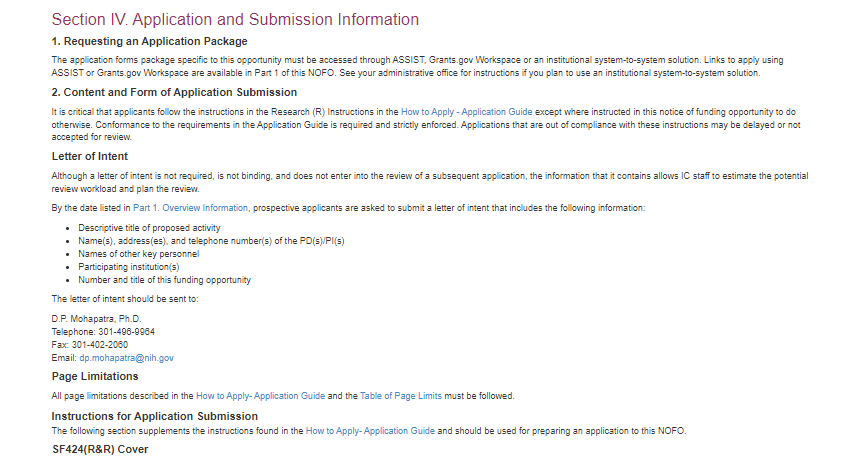 Section IV. Application and Submission Information
1. Requesting an Application Package
The application forms package specific to this opportunity must be accessed through ASSIST, Grants.gov Workspace or an institutional system-to-system solution. Links to apply using
ASSIST or Grants.gov Workspace are available in Part 1 of this NOFO. See your administrative office for instructions if you plan to use an institutional system-to-system solution.
2. Content and Form of Application Submission
It is critical that applicants follow the instructions in the Research (R) Instructions in the How to Apply - Application Guide except where instructed in this notice of funding opportunity to do
otherwise. Conformance to the requirements in the Application Guide is required and strictly enforced. Applications that are out of compliance with these instructions may be delayed or not
accepted for review.
Letter of Intent
Although a letter of intent is not required, is not binding, and does not enter into the review of a subsequent application, the information that it contains allows IC staff to estimate the potential
review workload and plan the review.
By the date listed in Part 1. Overview Information, prospective applicants are asked to submit a letter of intent that includes the following information:
• Descriptive title of proposed activity
• Name(s), address(es), and telephone number(s) of the PD(s)/PI(s)
• Names of other key personnel
• Participating institution(s)
• Number and title of this funding opportunity
The letter of intent should be sent to:
D.P. Mohapatra, Ph.D.
Telephone: 301-496-9964
Fax: 301-402-2060
Email: dp.mohapatra@nih.gov
Page Limitations
All page limitations described in the How to Apply- Application Guide and the Table of Page Limits must be followed.
Instructions for Application Submission
The following section supplements the instructions found in the How to Apply- Application Guide and should be used for preparing an application to this NOFO.
SF424(R&R) Cover